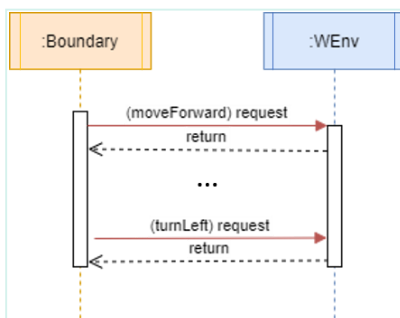 :Boundary
:WEnv
(moveForward) request
return
...
(turnLeft) request
return